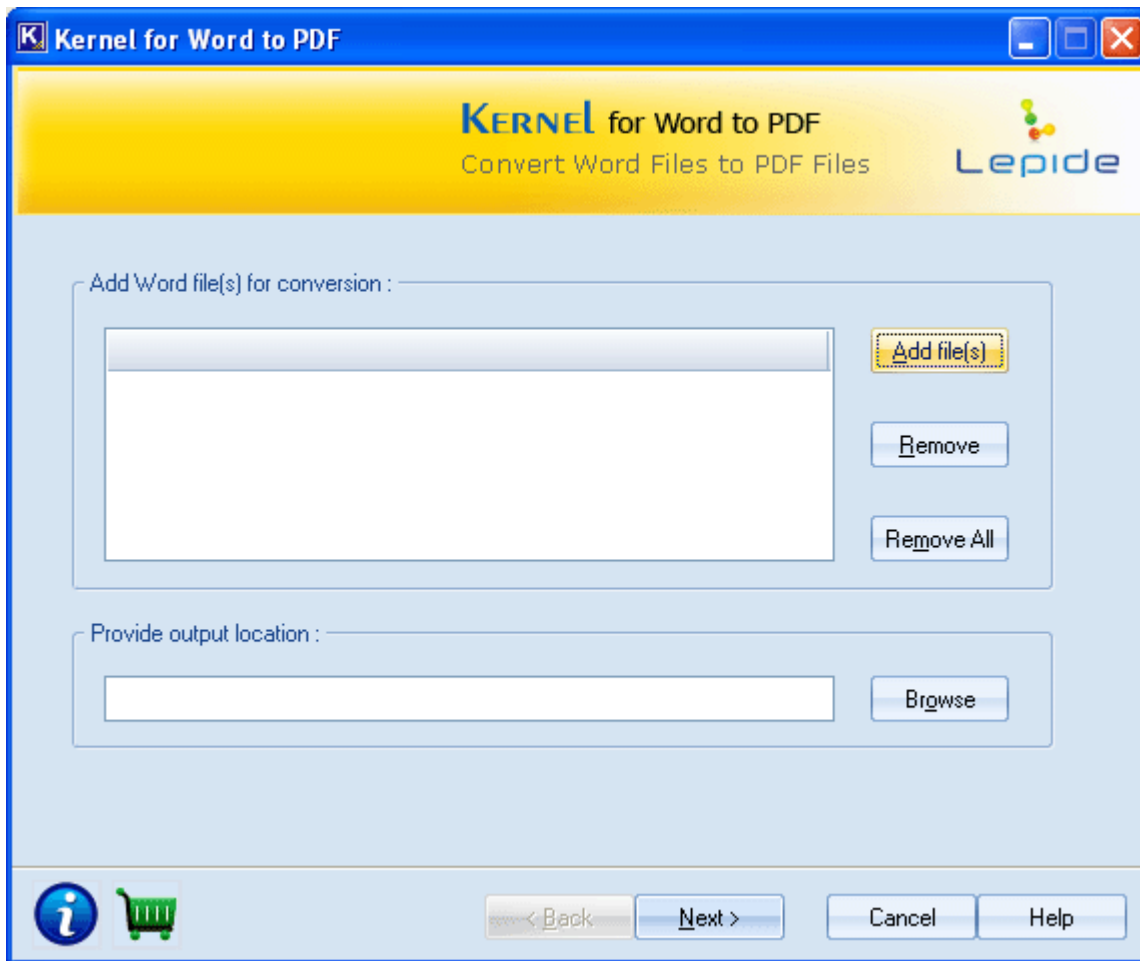 Kernel for Word to PDF
KERNEL for Word to PDF
Convert Word Files to PDF Files
Lepide
Add Word file(s) for conversion :
Add file(s)
Remove
Remove All
Provide output location :
Browse
< Back
Next >
Cancel
Help